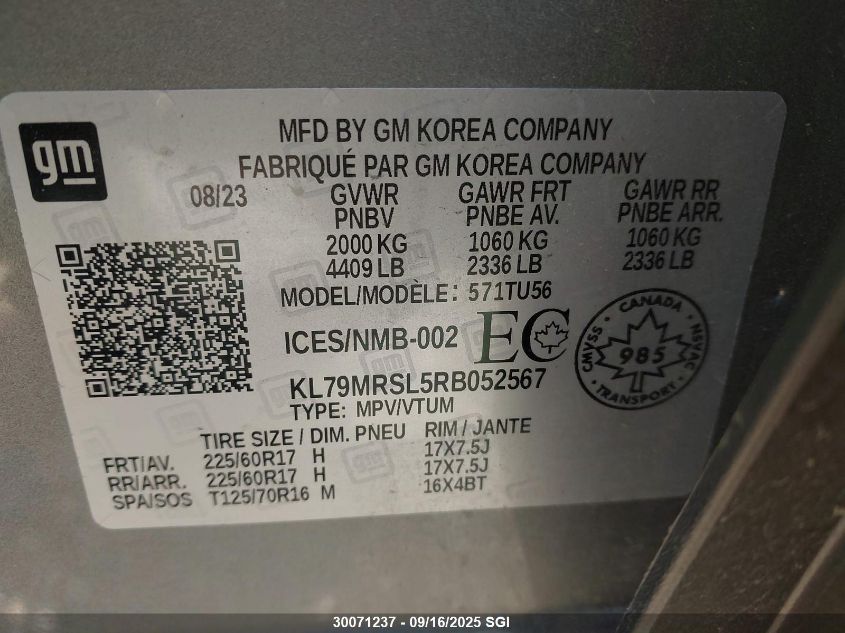 gm
MFD BY GM KOREA COMPANY
FABRIQUÉ PAR GM KOREA COMPANY
08/23 GVWR GAWR FRT GAWR RR
PNBV PNBE AV. PNBE ARR.
2000 KG 1060 KG 1060 KG
4409 LB 2336 LB 2336 LB
MODEL/MODÈLE: 571TU56
ICES/NMB-002 EC
CANADA
CMVSS 985 NSVAC
TRANSPORT
KL79MRSL5RB052567
TYPE: MPV/VTUM
TIRE SIZE / DIM. PNEU RIM / JANTE
FRT/AV. 225/60R17 H 17X7.5J
RR/ARR. 225/60R17 H 17X7.5J
SPA/SOS T125/70R16 M 16X4BT
30071237 - 09/16/2025 SGI